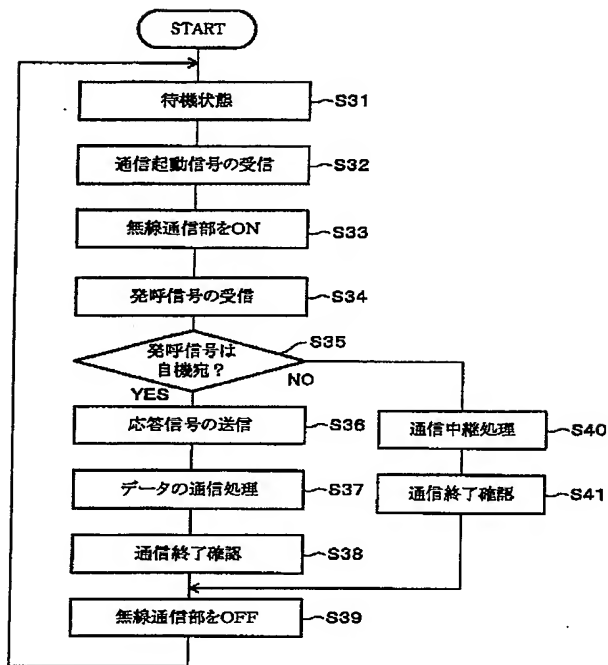 START
待機状態
S31
通信起動信号の受信
S32
無線通信部をON
S33
発呼信号の受信
S34
発呼信号は
自機宛?
S35
YES
NO
応答信号の送信
S36
通信中継処理
S40
データの通信処理
S37
通信終了確認
S41
通信終了確認
S38
無線通信部をOFF
S39